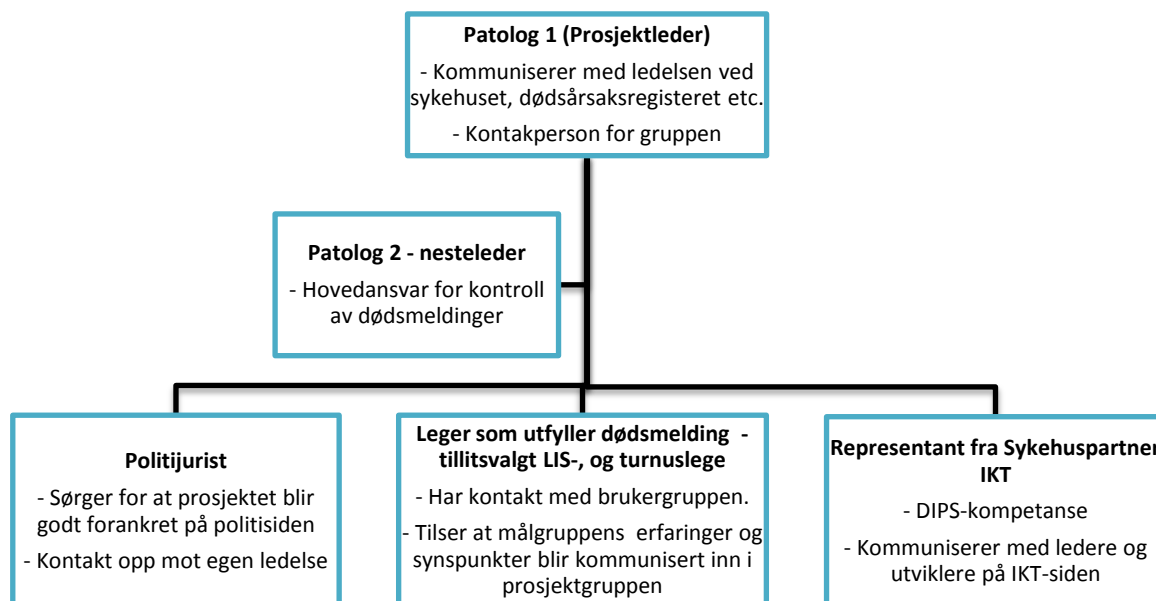 Patolog 1 (Prosjektleder)
- Kommuniserer med ledelsen ved
sykehuset, dødsårsaksregisteret etc.
- Kontakperson for gruppen
Patolog 2 - nesteleder
- Hovedansvar for kontroll
av dødsmeldinger
Politijurist
- Sørger for at prosjektet blir
godt forankret på politisiden
- Kontakt opp mot egen ledelse
Leger som utfyller dødsmelding -
tillitsvalgt LIS-, og turnuslege
- Har kontakt med brukergruppen.
- Tilser at målgruppens erfaringer og
synspunkter blir kommunisert inn i
prosjektgruppen
Representant fra Sykehuspartner
IKT
- DIPS-kompetanse
- Kommuniserer med ledere og
utviklere på IKT-siden